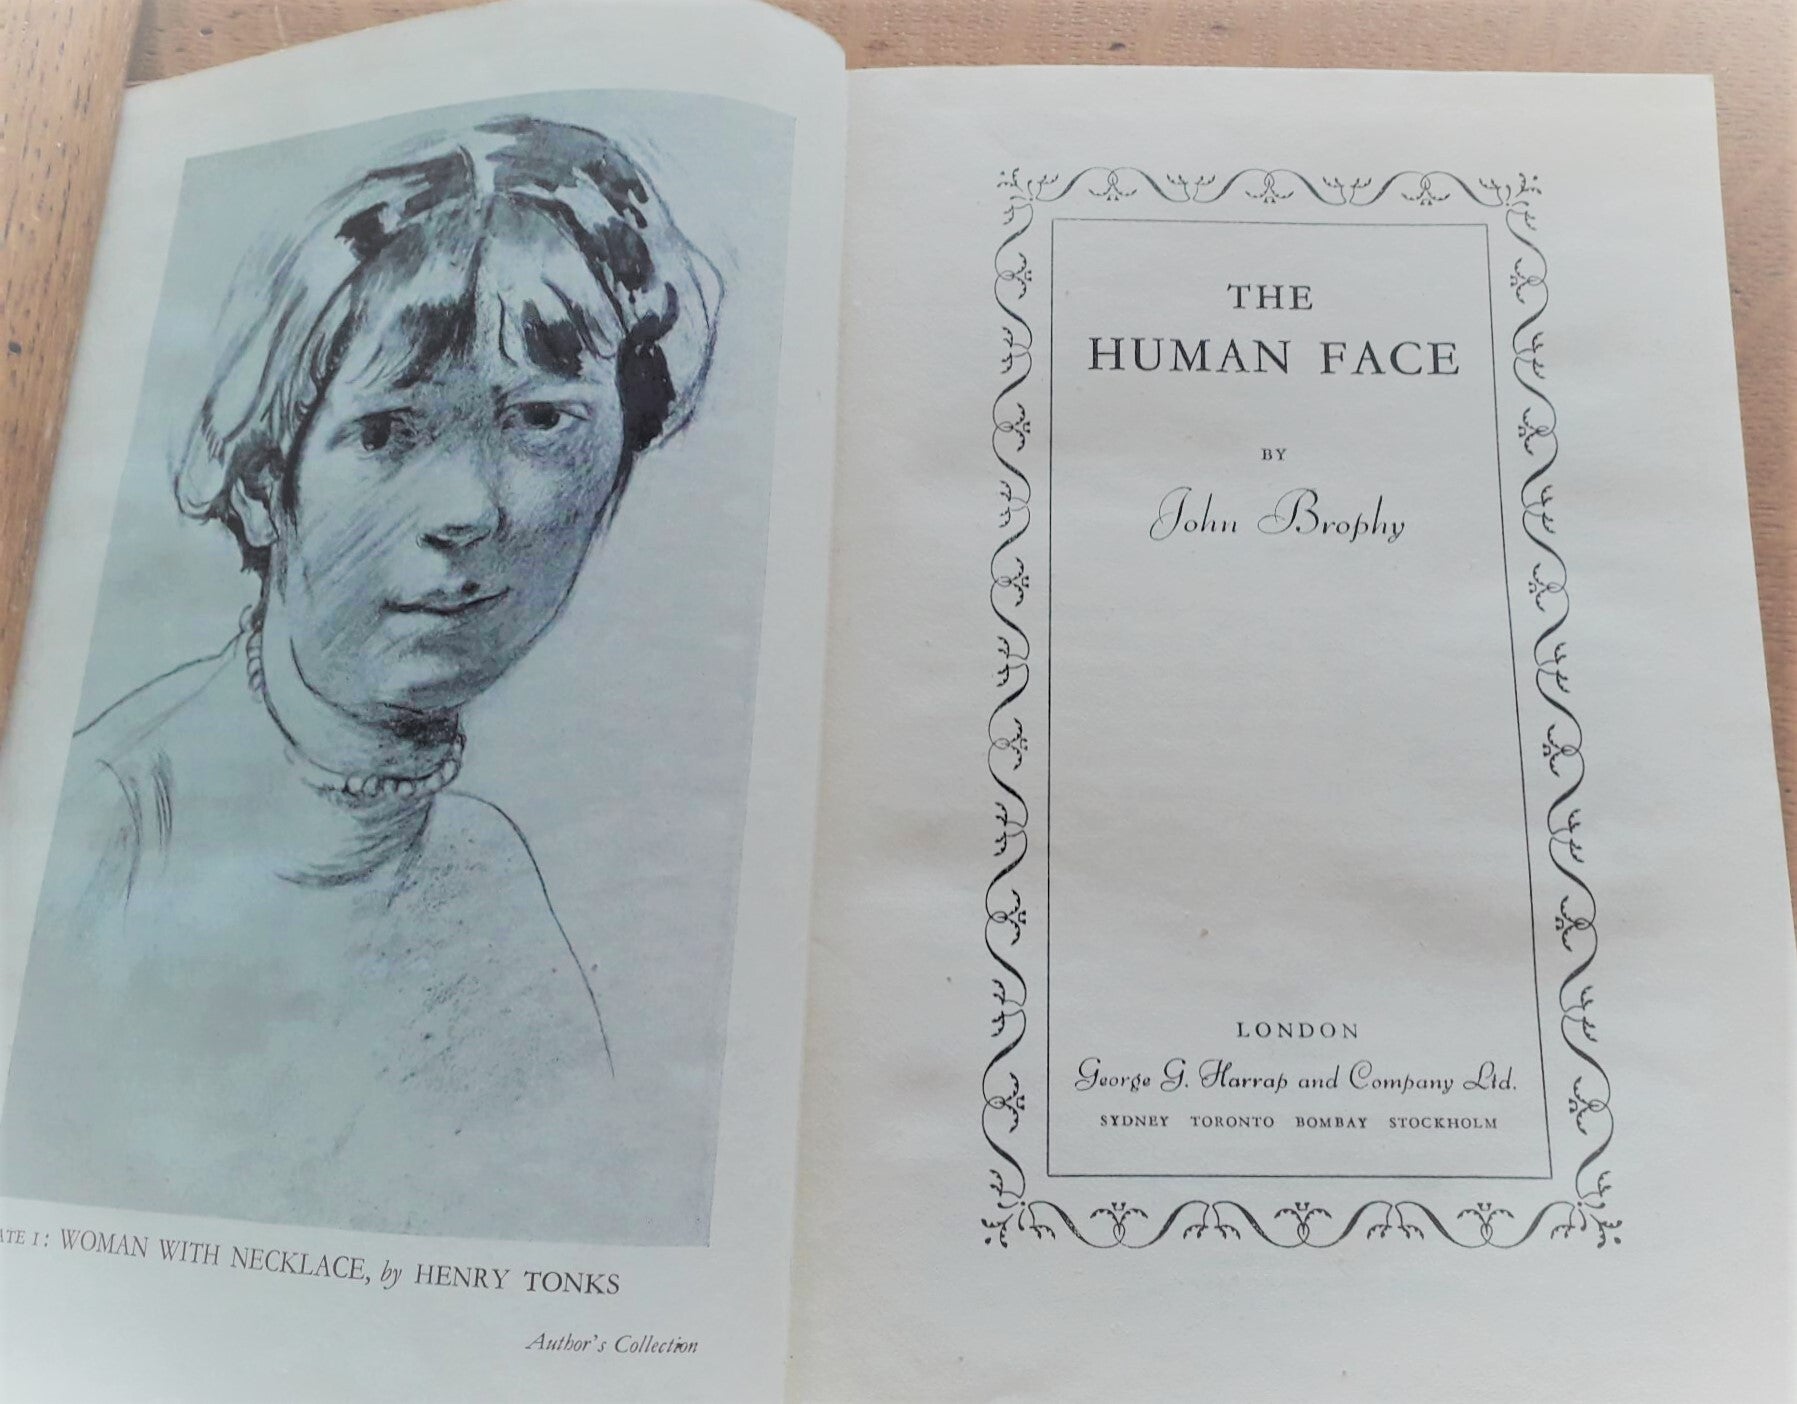 ATE 1: WOMAN WITH NECKLACE, by HENRY TONKS
Author's Collection
THE
HUMAN FACE
BY
John Brophy
LONDON
George G. Harrap and Company Ltd.
SYDNEY TORONTO BOMBAY STOCKHOLM